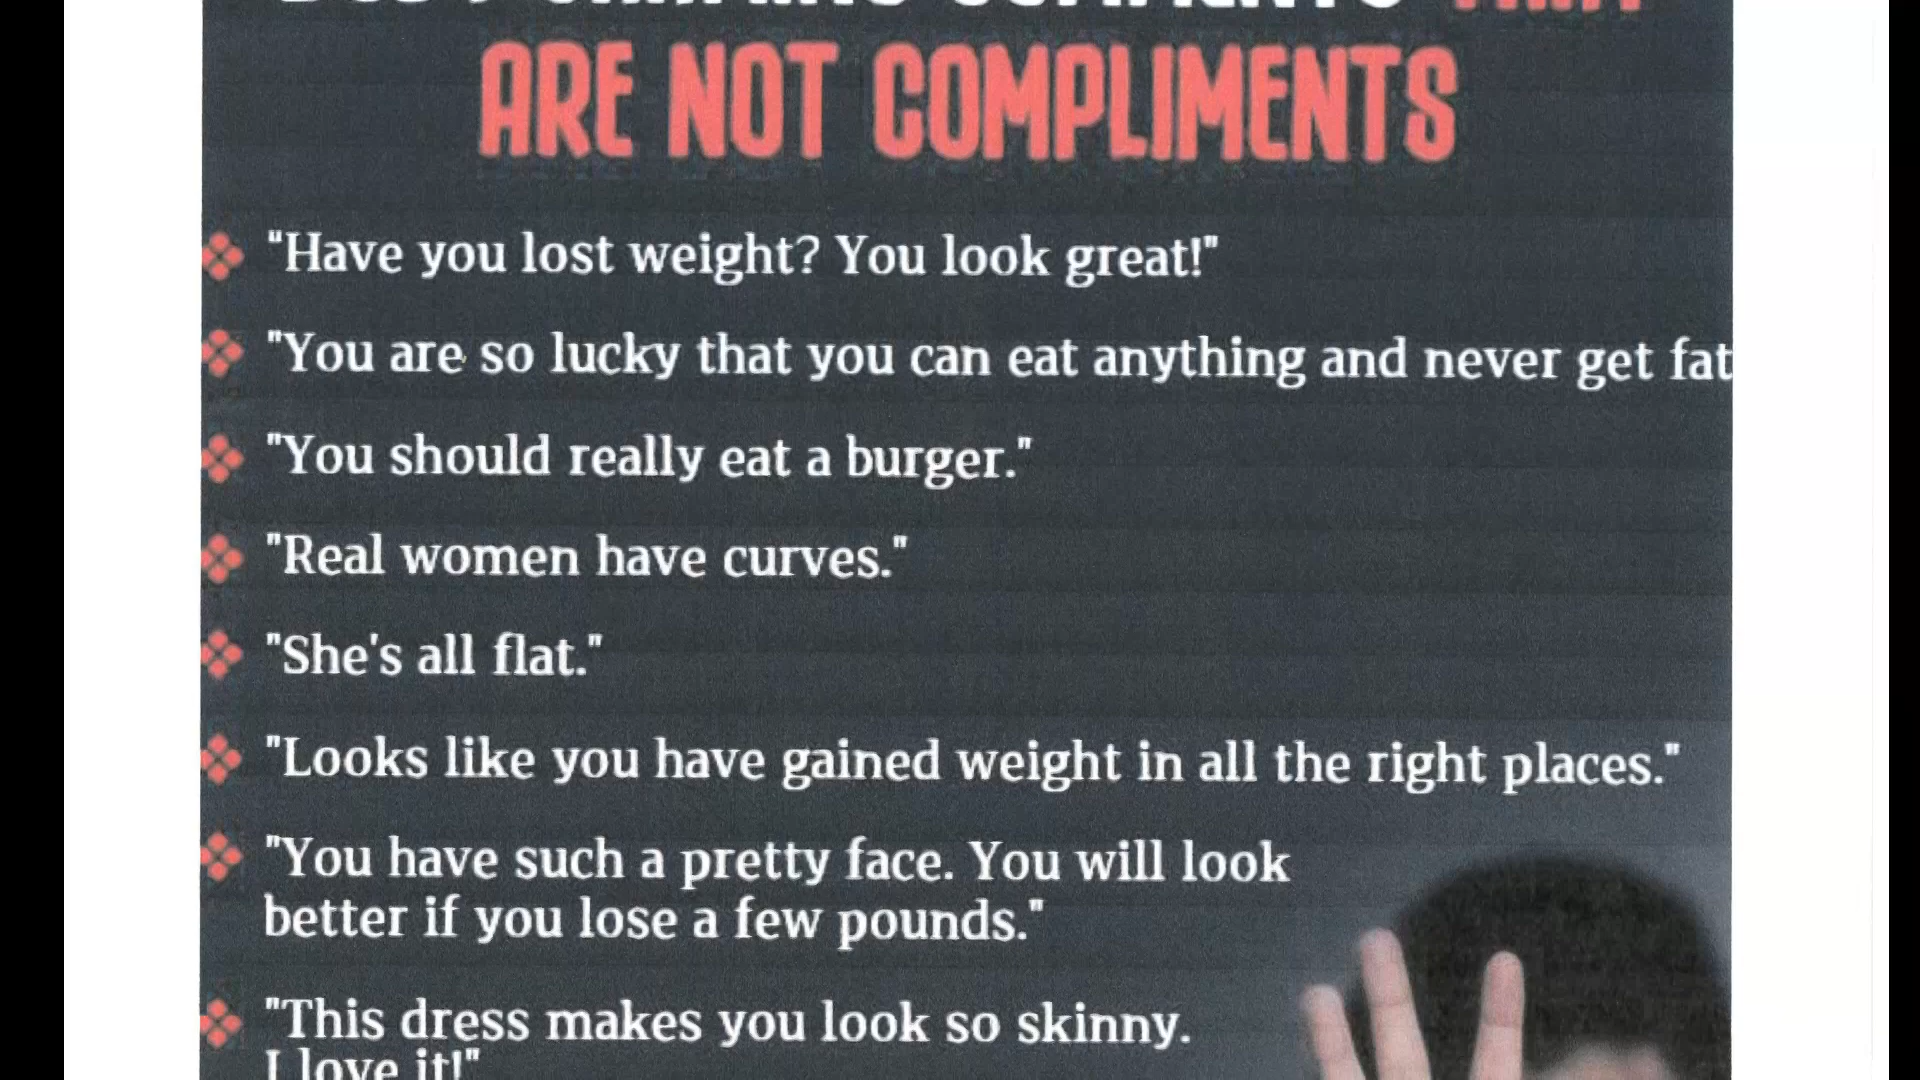 ARE NOT COMPLIMENTS
"Have you lost weight? You look great!"
"You are so lucky that you can eat anything and never get fat
"You should really eat a burger."
"Real women have curves."
"She's all flat."
"Looks like you have gained weight in all the right places."
"You have such a pretty face. You will look
better if you lose a few pounds."
"This dress makes you look so skinny.
I love it!"